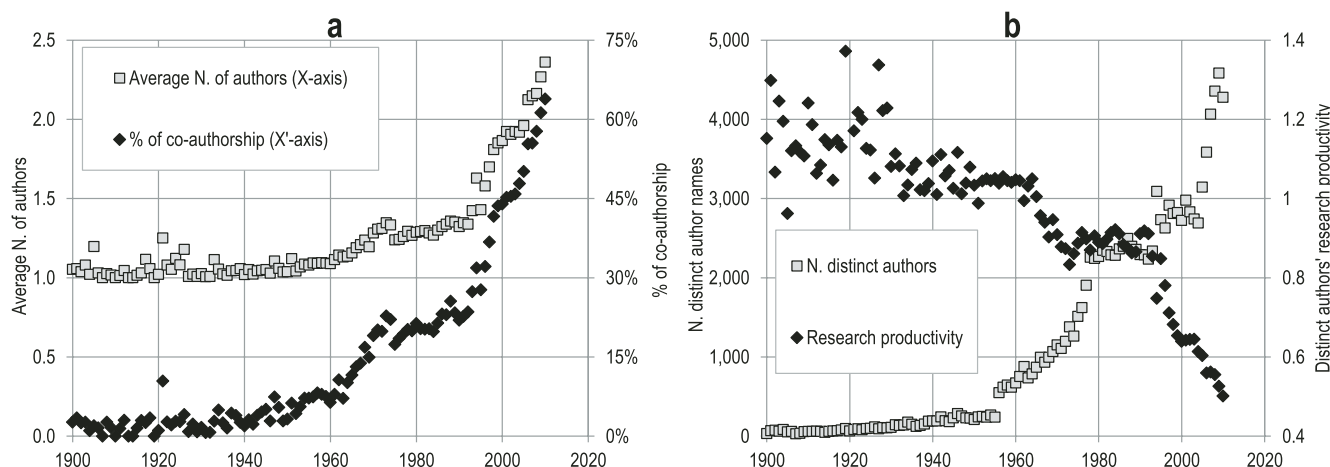 a
2.5
2.0
1.5
1.0
0.5
0.0
Average N. of authors
75%
60%
45%
30%
15%
0%
% of co-authorship
Average N. of authors (X-axis)
% of co-authorship (X'-axis)
1900 1920 1940 1960 1980 2000 2020
b
5,000
4,000
3,000
2,000
1,000
0
N. distinct author names
1.4
1.2
1
0.8
0.6
0.4
Distinct authors' research productivity
N. distinct authors
Research productivity
1900 1920 1940 1960 1980 2000 2020